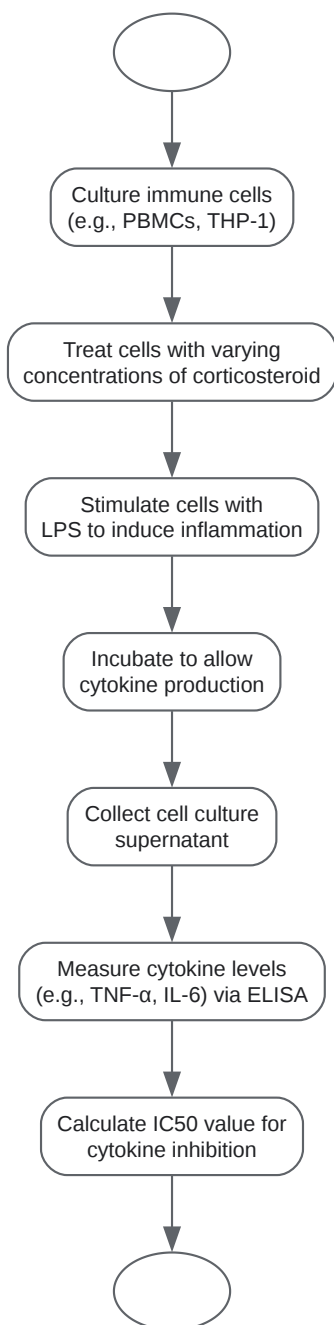 Culture immune cells
(e.g., PBMCs, THP-1)
Treat cells with varying
concentrations of corticosteroid
Stimulate cells with
LPS to induce inflammation
Incubate to allow
cytokine production
Collect cell culture
supernatant
Measure cytokine levels
(e.g., TNF-α, IL-6) via ELISA
Calculate IC50 value for
cytokine inhibition